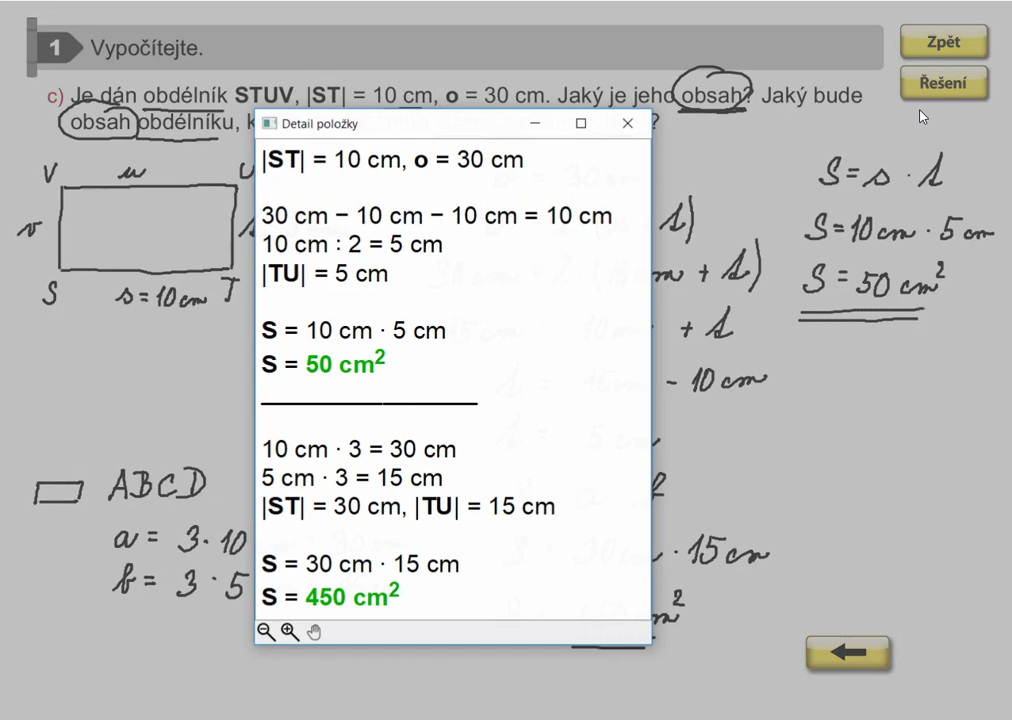 1 Vypočítejte.
Zpět
Řešení
c) Je dán obdélník STUV, |ST| = 10 cm, o = 30 cm. Jaký je jeho obsah? Jaký bude
obsah obdélníku, k ?
Detail položky
|ST| = 10 cm, o = 30 cm
30 cm − 10 cm − 10 cm = 10 cm
10 cm : 2 = 5 cm
|TU| = 5 cm
S = 10 cm · 5 cm
S = 50 cm²
10 cm · 3 = 30 cm
5 cm · 3 = 15 cm
|ST| = 30 cm, |TU| = 15 cm
S = 30 cm · 15 cm
S = 450 cm²
V U
v
S s = 10 cm T
u
S = s · t
S = 10 cm · 5 cm
S = 50 cm²
t)
m + t)
+ t
- 10 cm
ABCD
a = 3 · 10
b = 3 · 5
· 15 cm